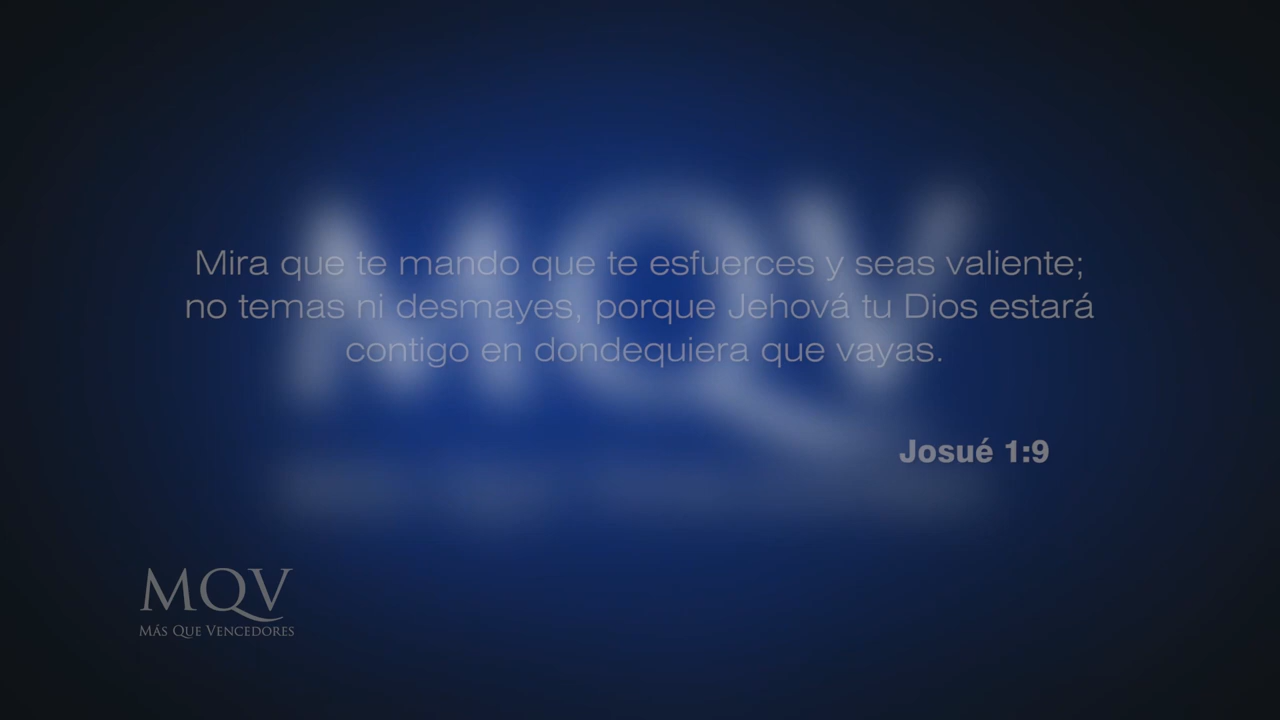 Mira que te mando que te esfuerces y seas valiente;
no temas ni desmayes, porque Jehová tu Dios estará
contigo en dondequiera que vayas.
Josué 1:9
MQV
MQV
MÁS QUE VENCEDORES